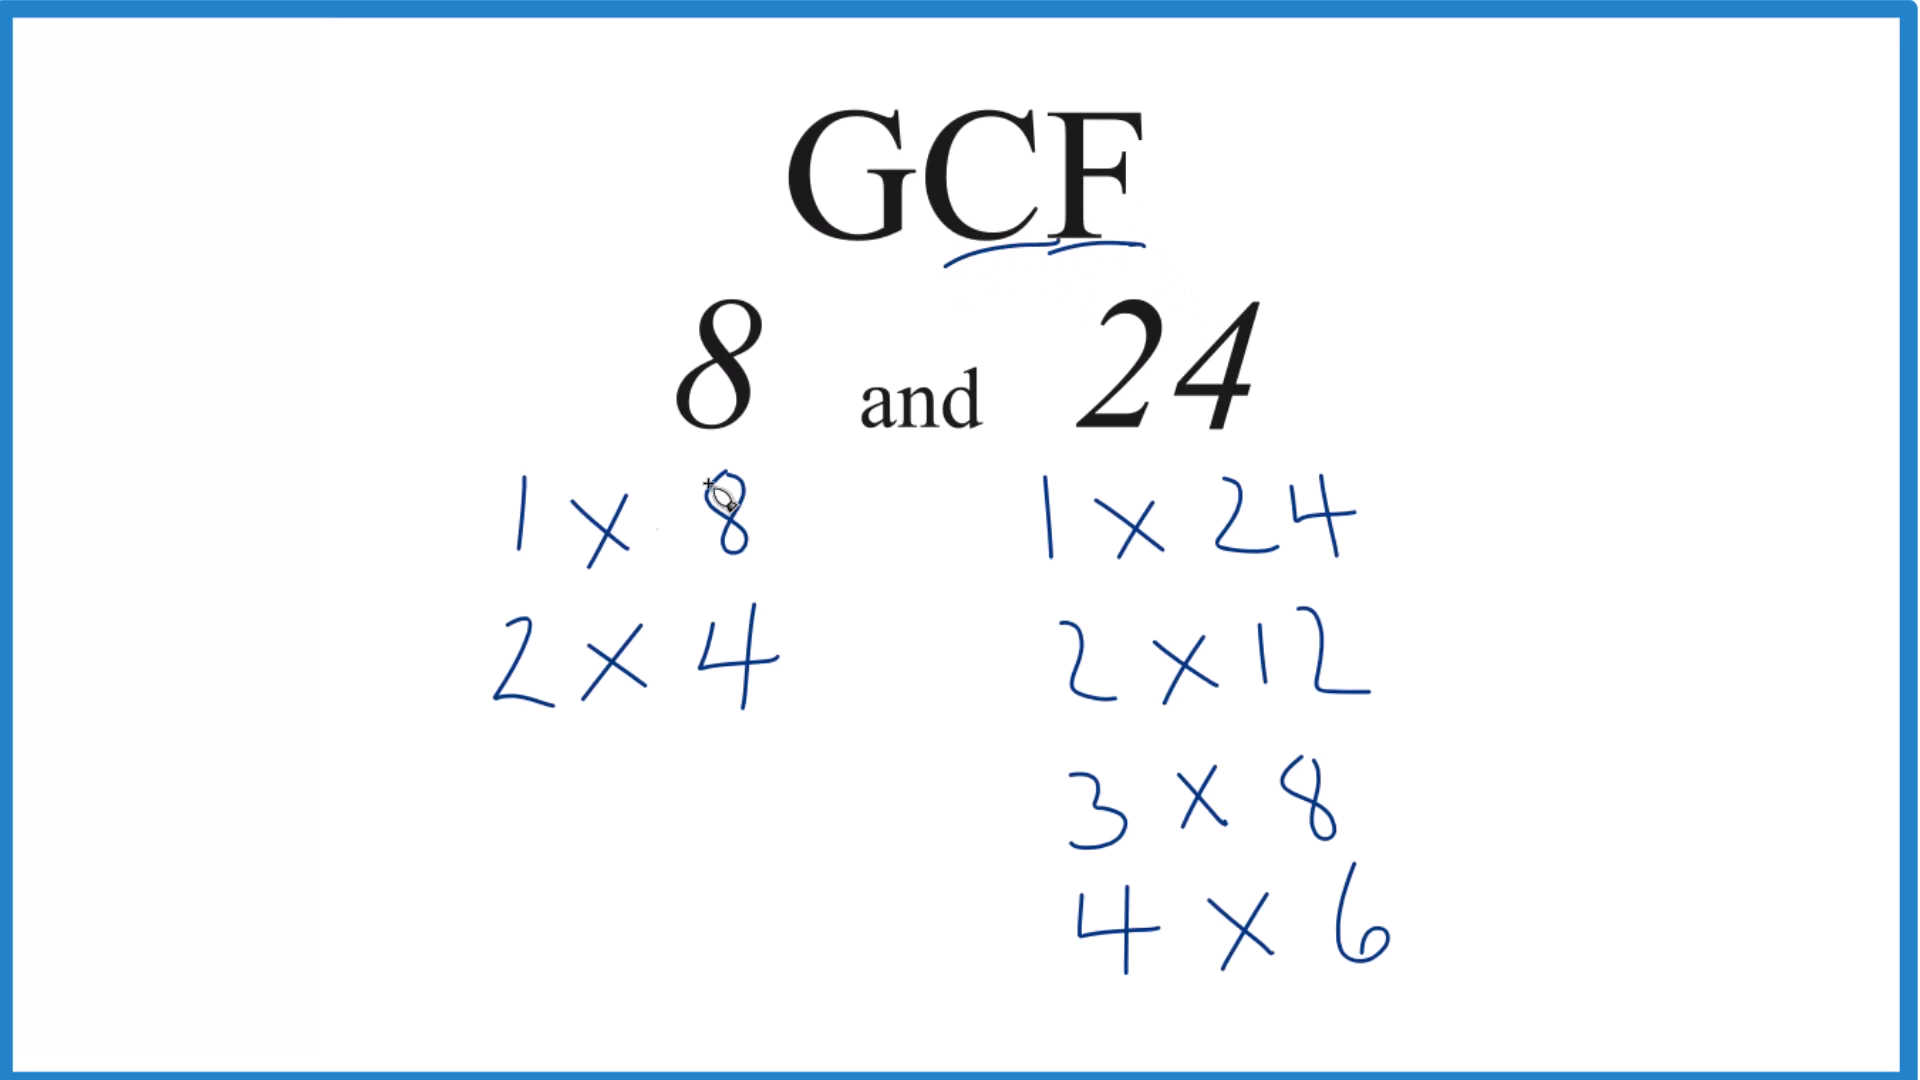 GCF
8 and 24
1 x 8 1 x 24
2 x 4 2 x 12
3 x 8
4 x 6